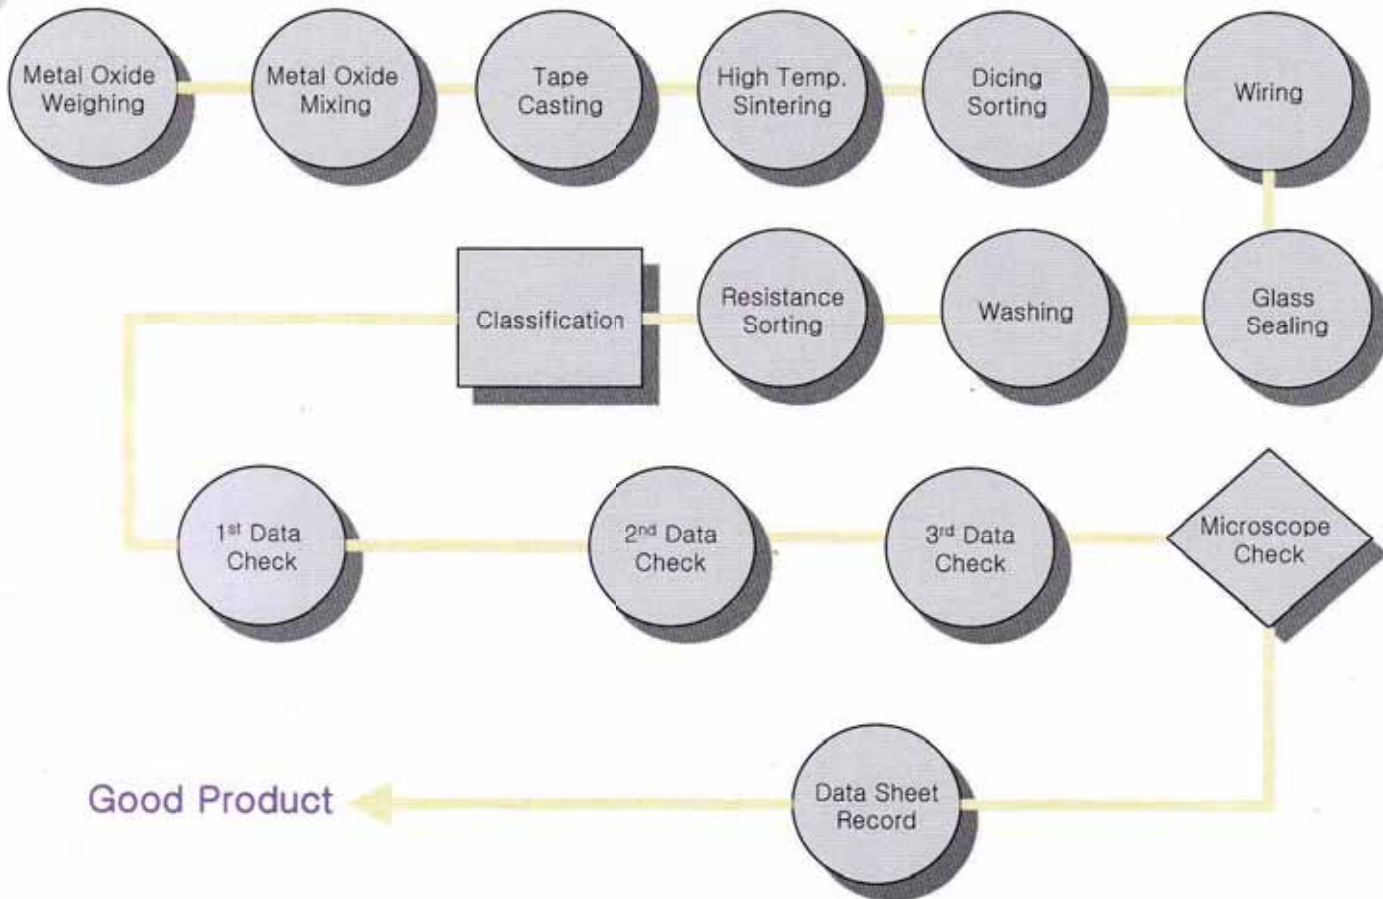 Metal Oxide
Weighing
Metal Oxide
Mixing
Tape
Casting
High Temp.
Sintering
Dicing
Sorting
Wiring
Glass
Sealing
Washing
Resistance
Sorting
Classification
1st Data
Check
2nd Data
Check
3rd Data
Check
Microscope
Check
Data Sheet
Record
Good Product